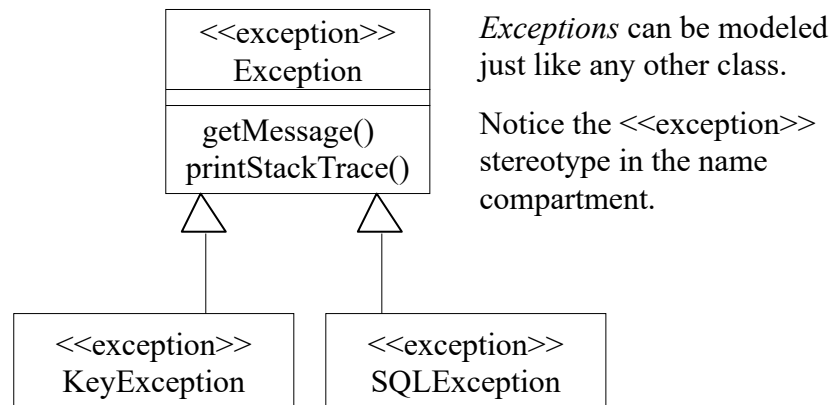 <<exception>>
Exception
getMessage()
printStackTrace()
Exceptions can be modeled
just like any other class.
Notice the <<exception>>
stereotype in the name
compartment.
<<exception>>
KeyException
<<exception>>
SQLException